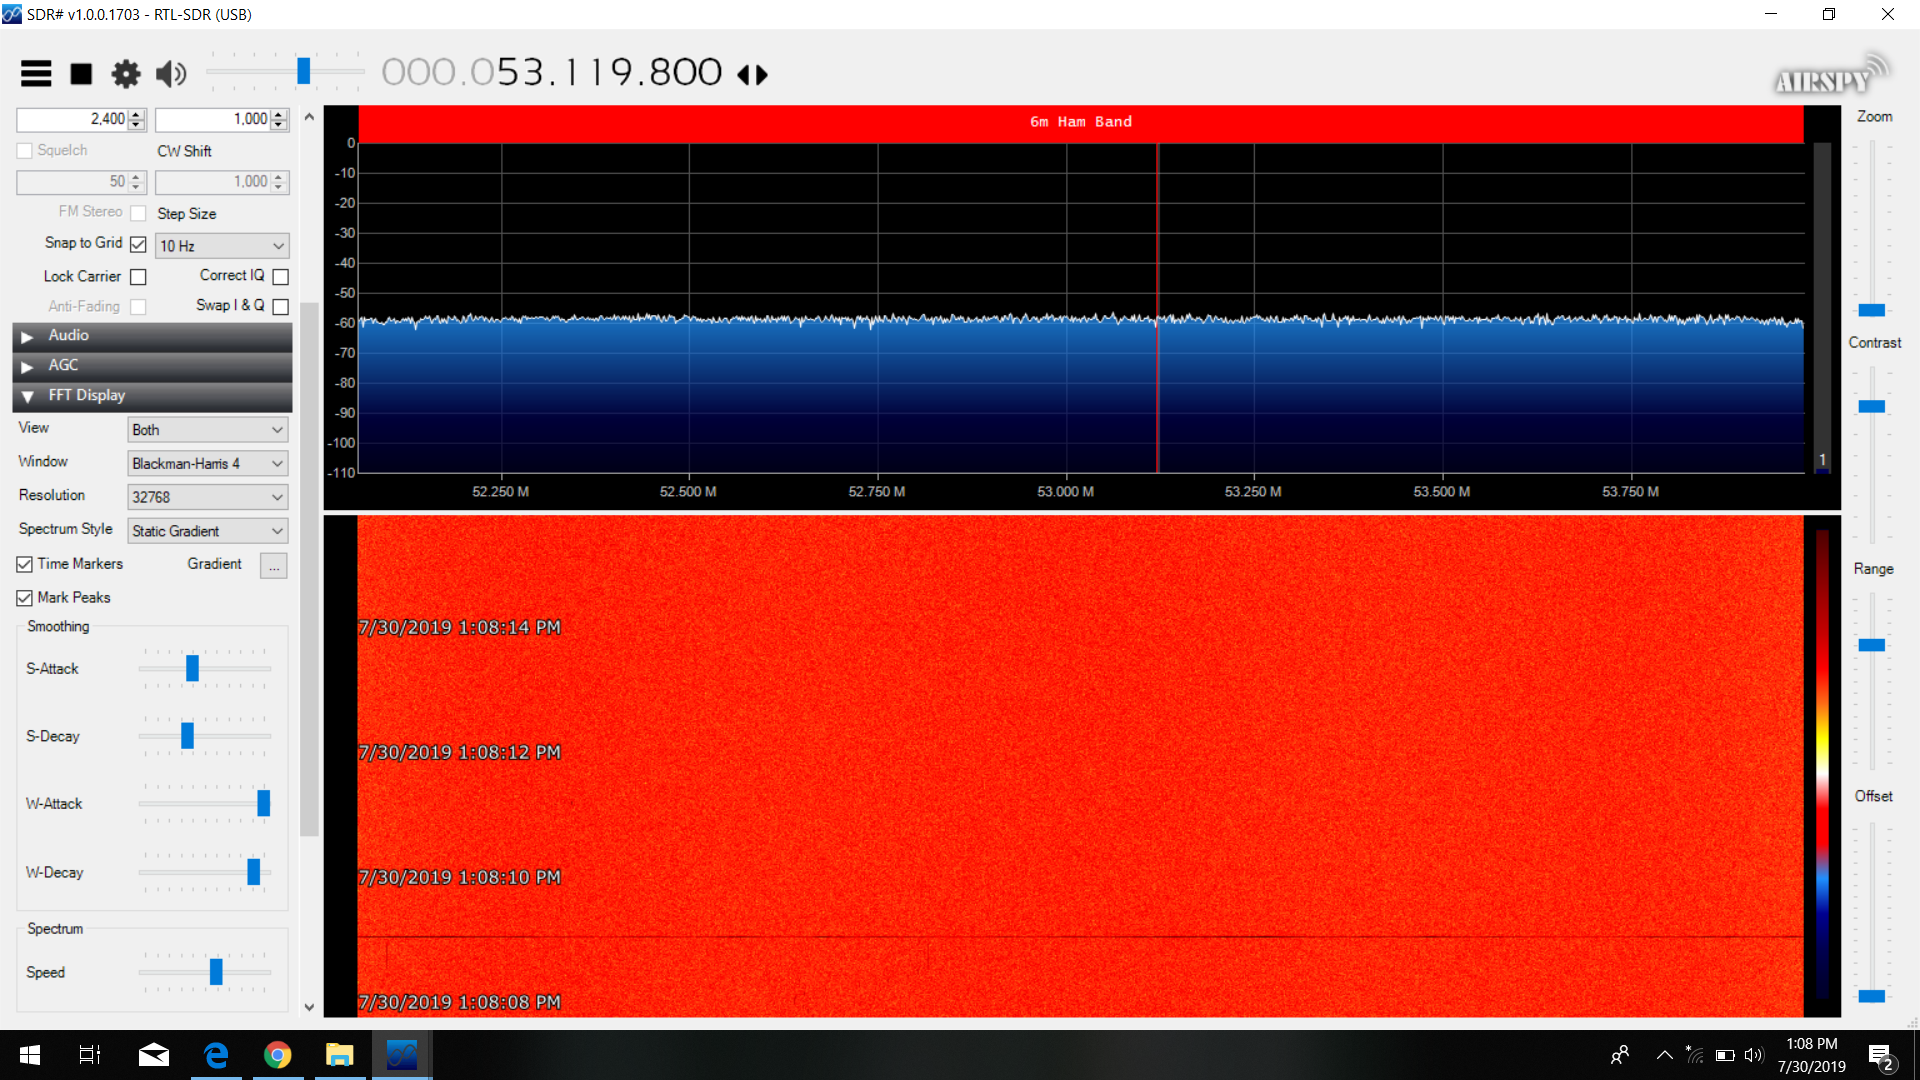 SDR# v1.0.0.1703 - RTL-SDR (USB)
000.053.119.800
AIRSPY
2,400 1,000
Squelch CW Shift
50 1,000
FM Stereo Step Size
Snap to Grid 10 Hz
Lock Carrier Correct IQ
Anti-Fading Swap I & Q
Audio
AGC
FFT Display
View Both
Window Blackman-Harris 4
Resolution 32768
Spectrum Style Static Gradient
Time Markers Gradient ...
Mark Peaks
Smoothing
S-Attack
S-Decay
W-Attack
W-Decay
Spectrum
Speed
6m Ham Band
0
-10
-20
-30
-40
-50
-60
-70
-80
-90
-100
-110
1
52.250 M 52.500 M 52.750 M 53.000 M 53.250 M 53.500 M 53.750 M
7/30/2019 1:08:14 PM
7/30/2019 1:08:12 PM
7/30/2019 1:08:10 PM
7/30/2019 1:08:08 PM
Zoom
Contrast
Range
Offset
1:08 PM
7/30/2019
2